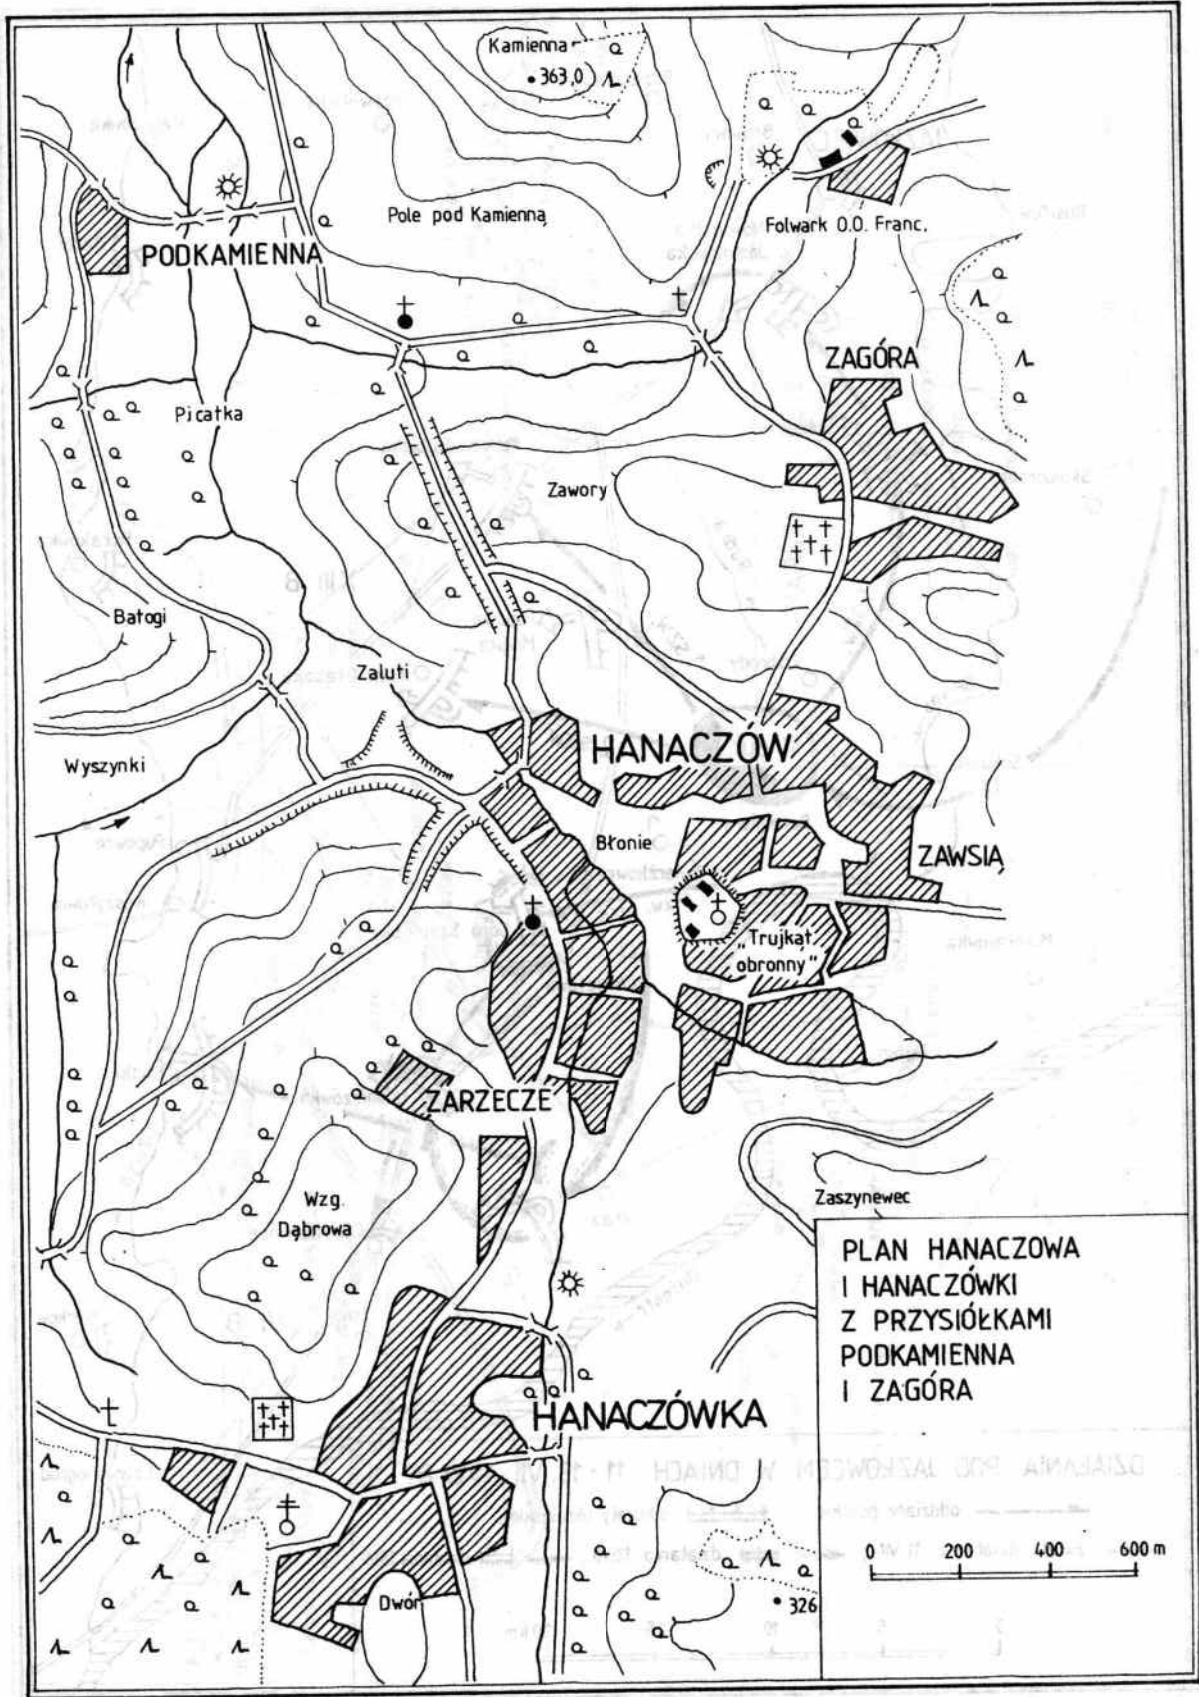 Kamienna
363,0
Pole pod Kamienną
Folwark O.O. Franc.
PODKAMIENNA
ZAGÓRA
Picatka
Zawory
Batogi
Zaluti
HANACZÓW
Wyszynki
Błonie
ZAWSIĄ
„Trujkąt
obronny”
ZARZECZE
Zaszynewec
Wzg.
Dąbrowa
PLAN HANACZOWA
I HANACZÓWKI
Z PRZYSIÓŁKAMI
PODKAMIENNA
I ZAGÓRA
HANACZÓWKA
0 200 400 600 m
Dwór
326